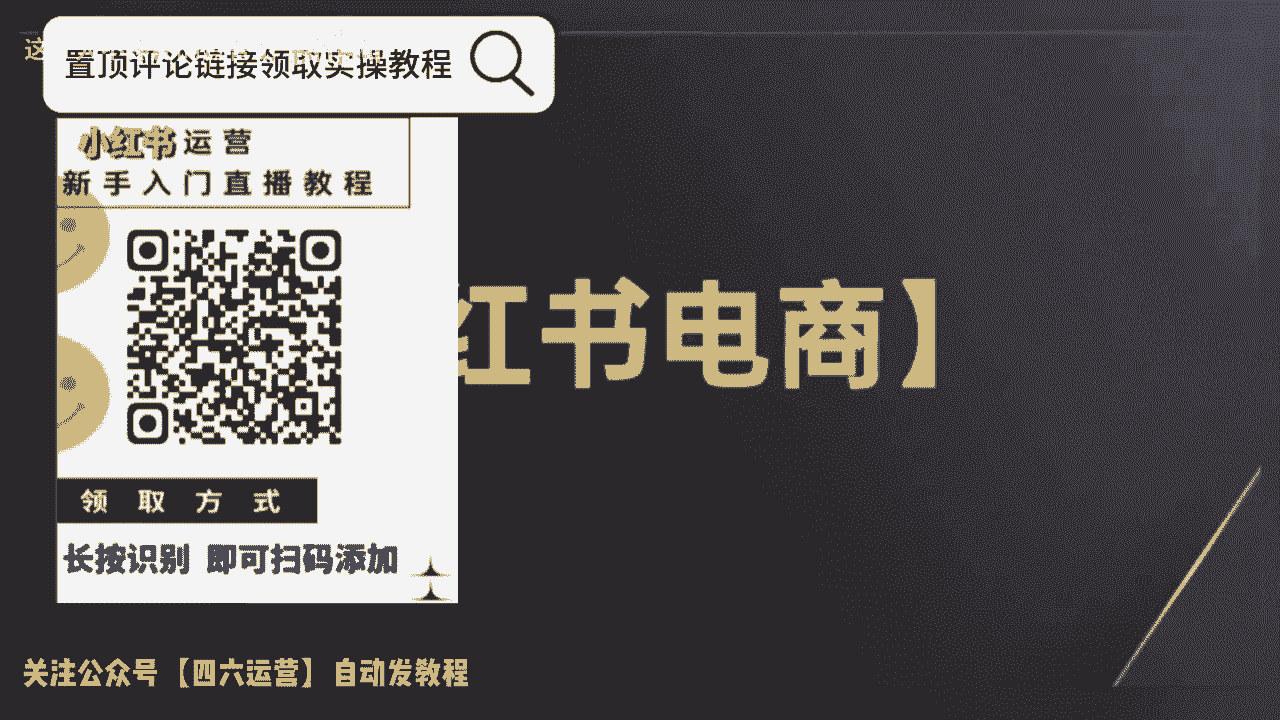 这
置顶评论链接领取实操教程
小红书运营
新手入门直播教程
红书电商】
领取方式
长按识别 即可扫码添加
关注公众号【四六运营】自动发教程